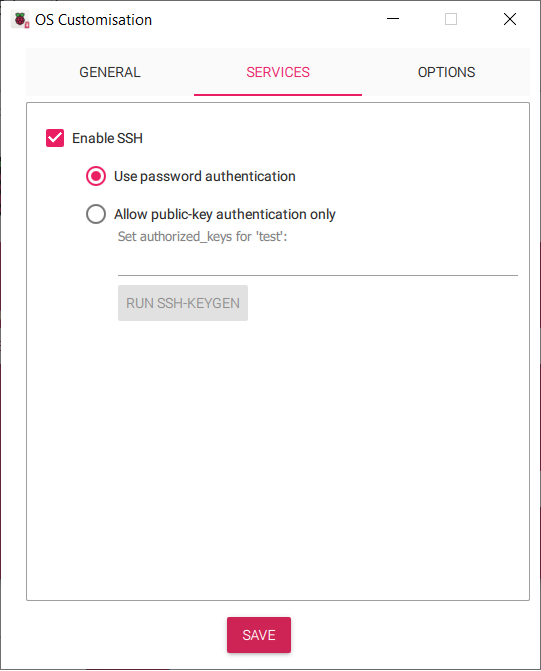 OS Customisation
GENERAL
SERVICES
OPTIONS
Enable SSH
Use password authentication
Allow public-key authentication only
Set authorized_keys for 'test':
RUN SSH-KEYGEN
SAVE